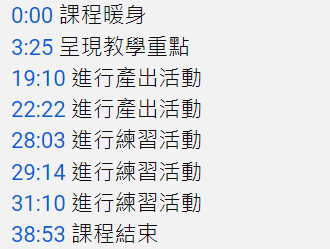 0:00 課程暖身
3:25 呈現教學重點
19:10 進行產出活動
22:22 進行產出活動
28:03 進行練習活動
29:14 進行練習活動
31:10 進行練習活動
38:53 課程結束